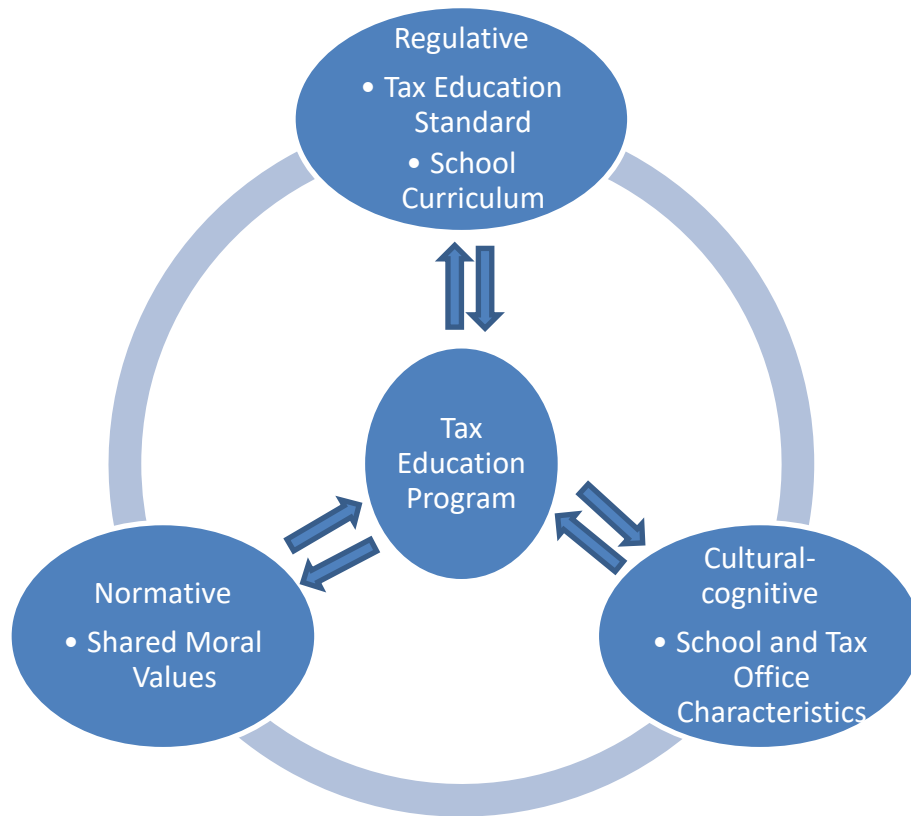 Regulative
• Tax Education
Standard
• School
Curriculum
Tax
Education
Program
Normative
• Shared Moral
Values
Cultural-
cognitive
• School and Tax
Office
Characteristics